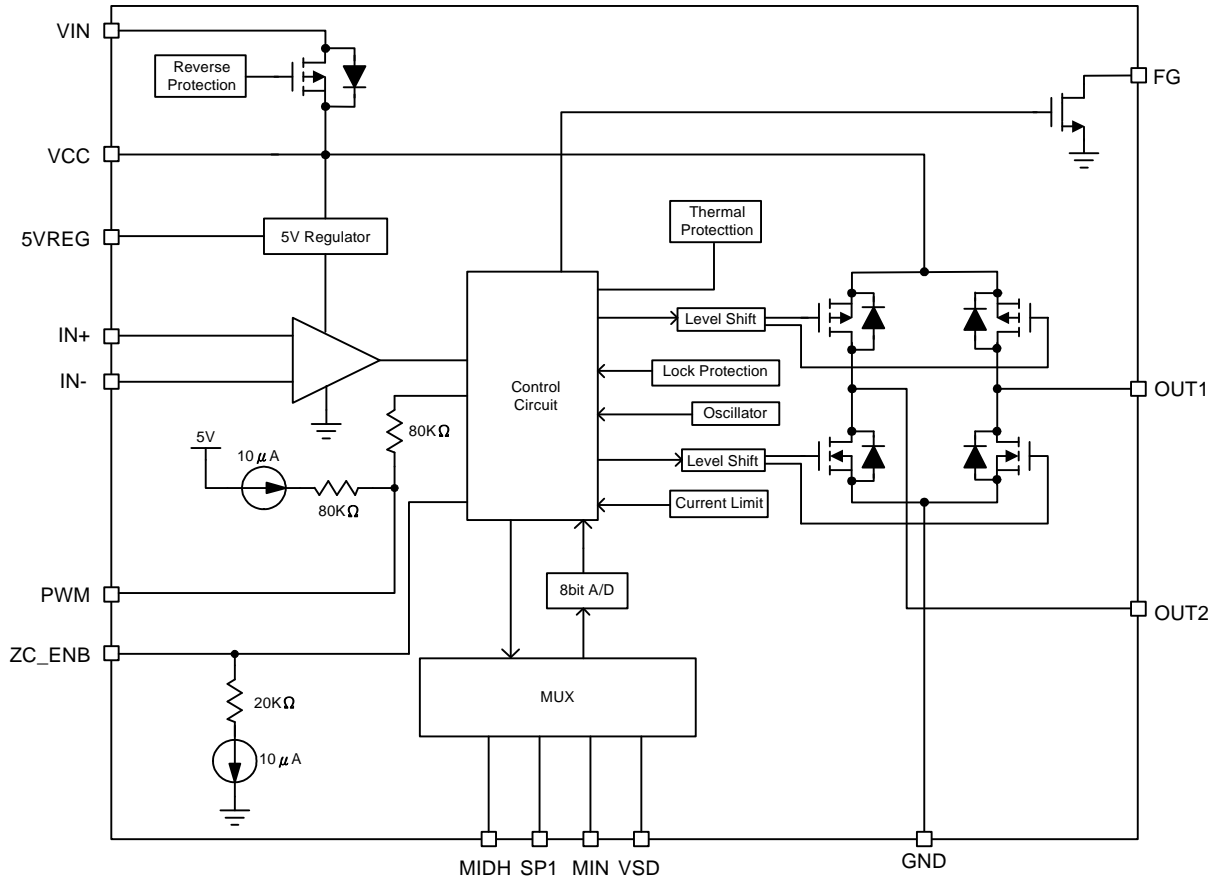 VIN
Reverse
Protection
FG
VCC
5VREG
5V Regulator
Thermal
Protecttion
IN+
IN-
Level Shift
Control
Circuit
Lock Protection
OUT1
Oscillator
80KΩ
5V
10μA
80KΩ
Level Shift
Current Limit
PWM
8bit A/D
OUT2
ZC_ENB
MUX
20KΩ
10μA
MIDH
SP1
MIN
VSD
GND